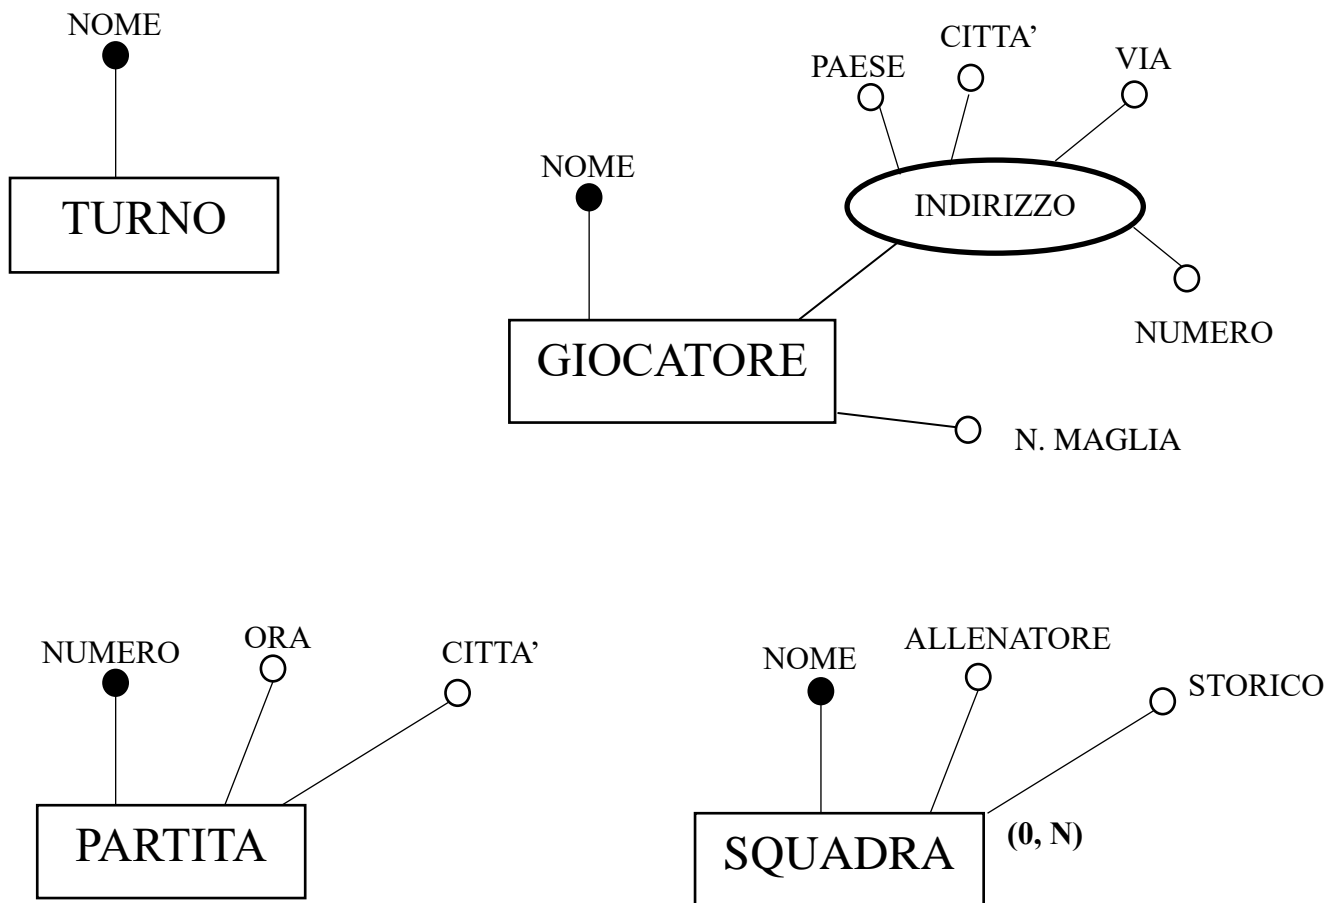 NOME
TURNO
PAESE
CITTA’
VIA
NOME
INDIRIZZO
NUMERO
GIOCATORE
N. MAGLIA
NUMERO
ORA
CITTA’
PARTITA
NOME
ALLENATORE
STORICO
SQUADRA
(0, N)